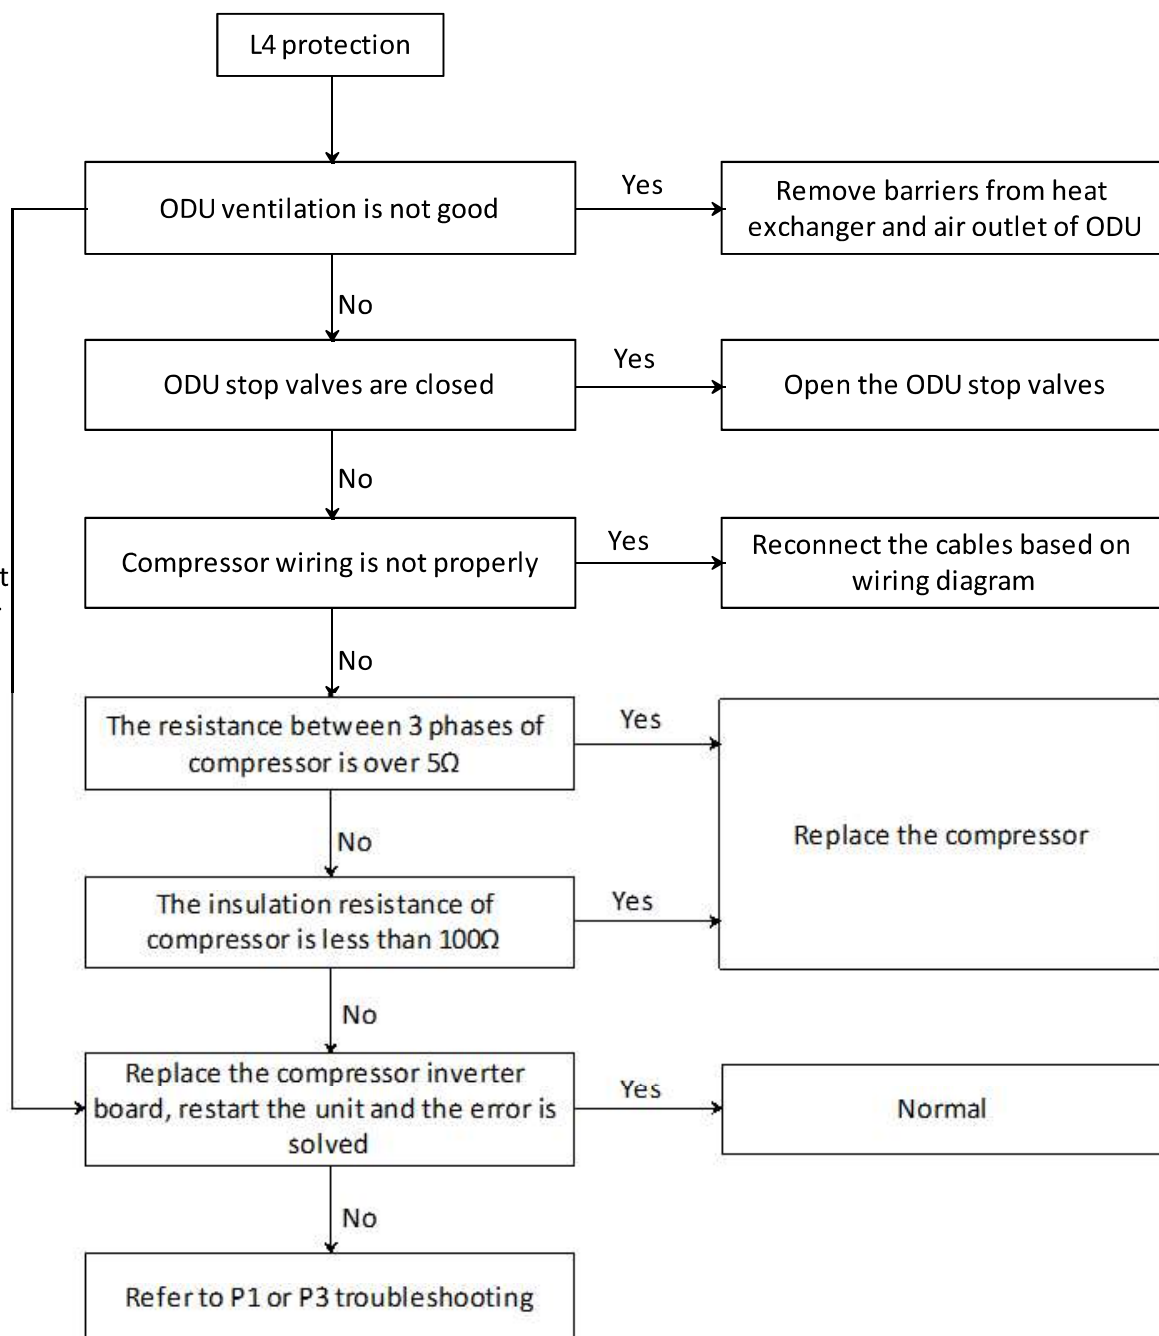 L4 protection
ODU ventilation is not good
Yes
Remove barriers from heat
exchanger and air outlet of ODU
No
ODU stop valves are closed
Yes
Open the ODU stop valves
No
Compressor wiring is not properly
Yes
Reconnect the cables based on
wiring diagram
t
No
The resistance between 3 phases of
compressor is over 5Ω
Yes
Replace the compressor
No
The insulation resistance of
compressor is less than 100Ω
Yes
No
Replace the compressor inverter
board, restart the unit and the error is
solved
Yes
Normal
No
Refer to P1 or P3 troubleshooting